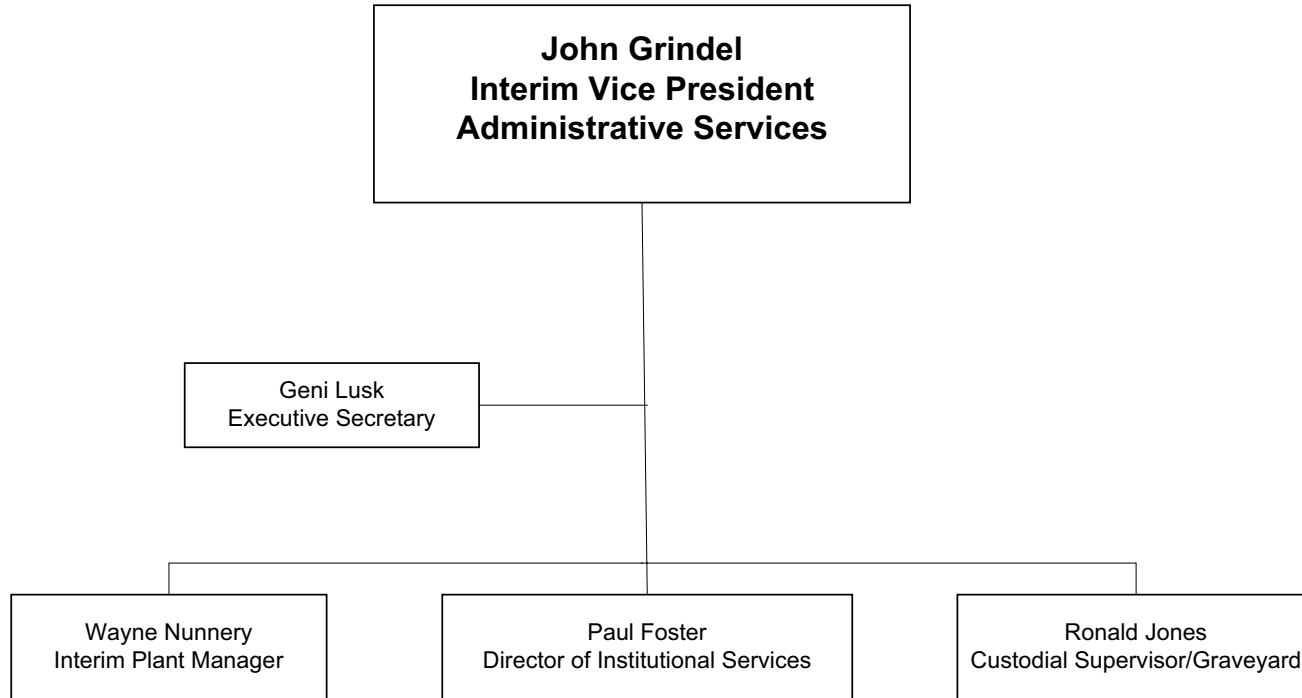 John Grindel
Interim Vice President
Administrative Services
Geni Lusk
Executive Secretary
Wayne Nunnery
Interim Plant Manager
Paul Foster
Director of Institutional Services
Ronald Jones
Custodial Supervisor/Graveyard